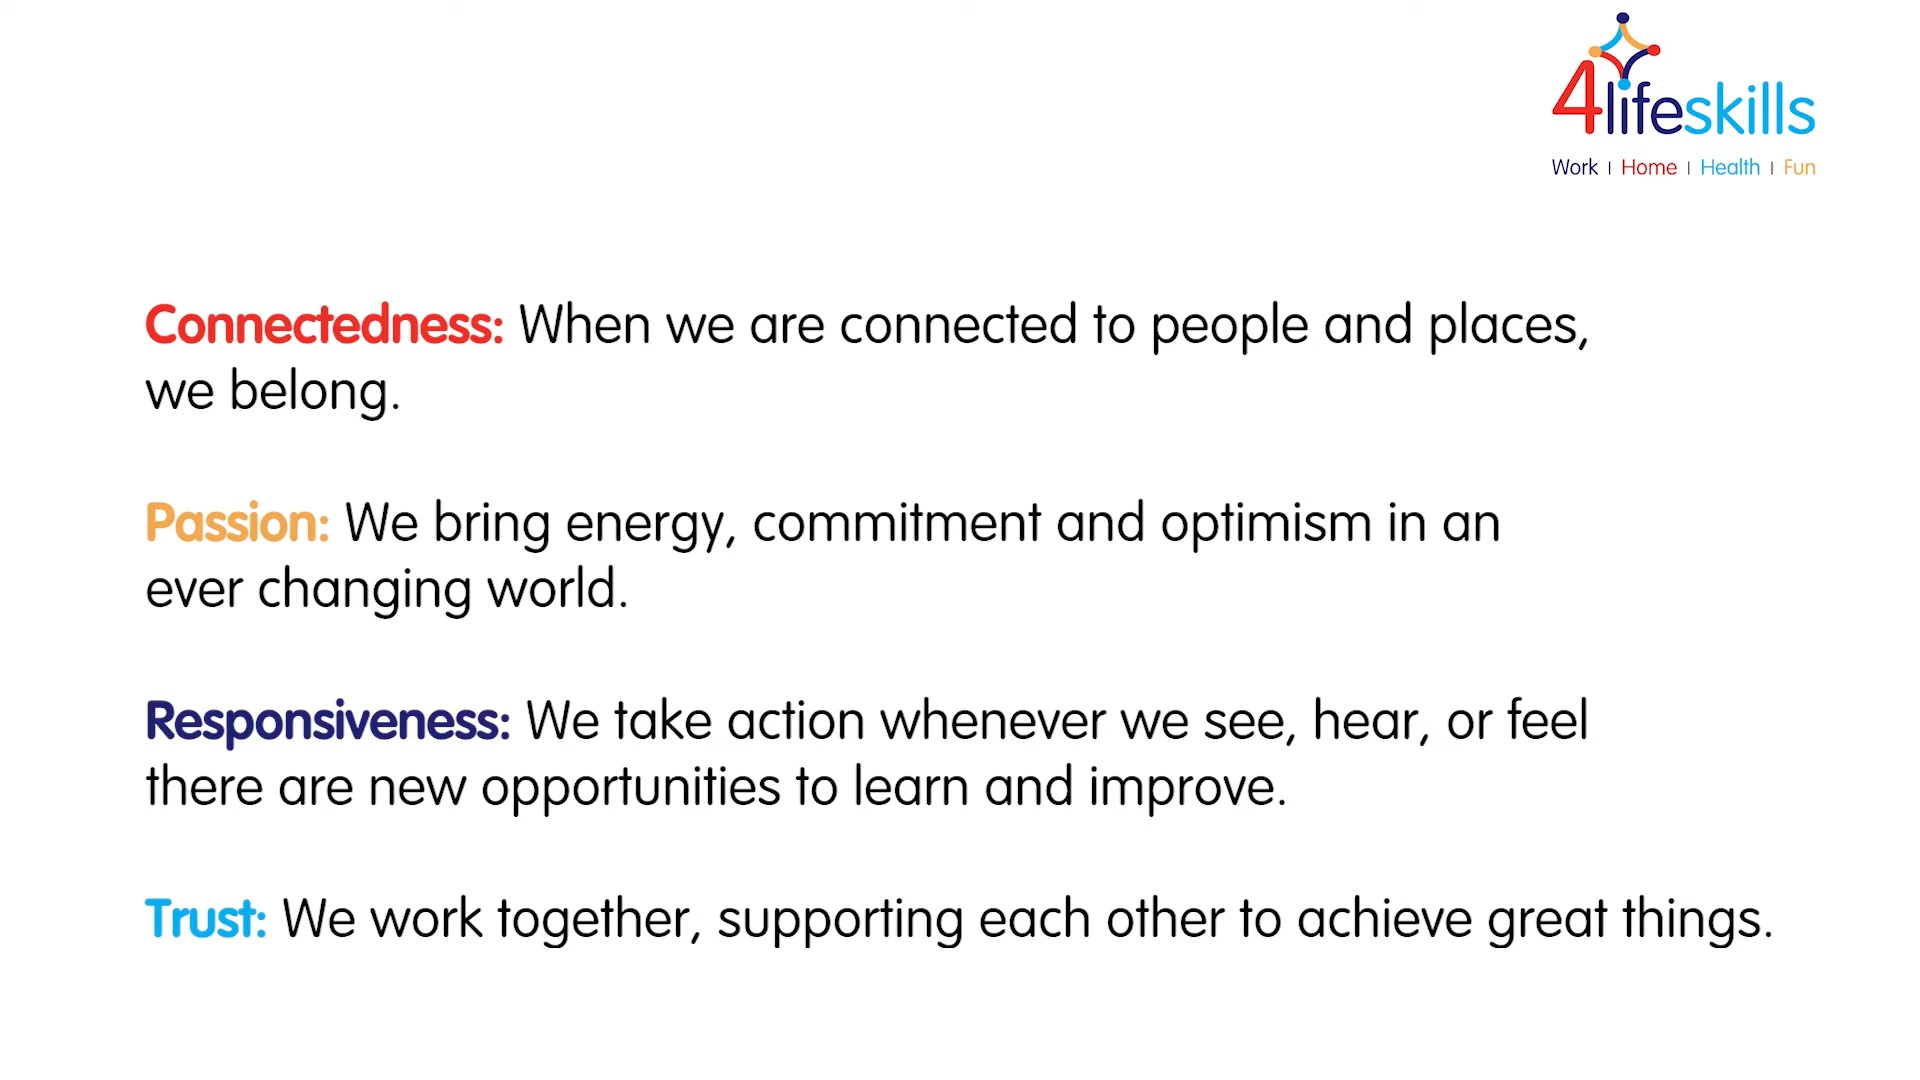 4lifeskills
Work | Home | Health | Fun
Connectedness: When we are connected to people and places,
we belong.
Passion: We bring energy, commitment and optimism in an
ever changing world.
Responsiveness: We take action whenever we see, hear, or feel
there are new opportunities to learn and improve.
Trust: We work together, supporting each other to achieve great things.